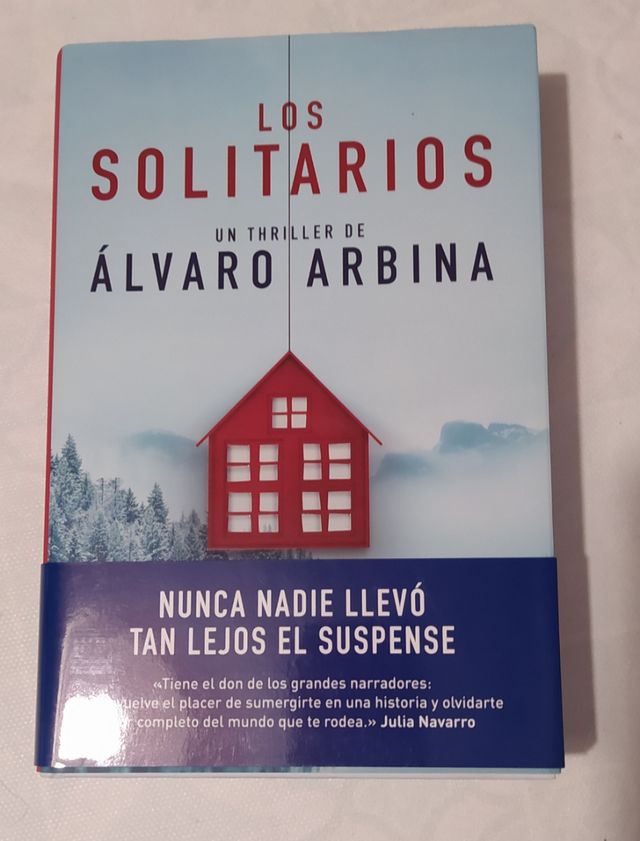 LOS
SOLITARIOS
UN THRILLER DE
ÁLVARO ARBINA
NUNCA NADIE LLEVÓ
TAN LEJOS EL SUSPENSE
«Tiene el don de los grandes narradores:
el placer de sumergirte en una historia y olvidarte
completo del mundo que te rodea.» Julia Navarro